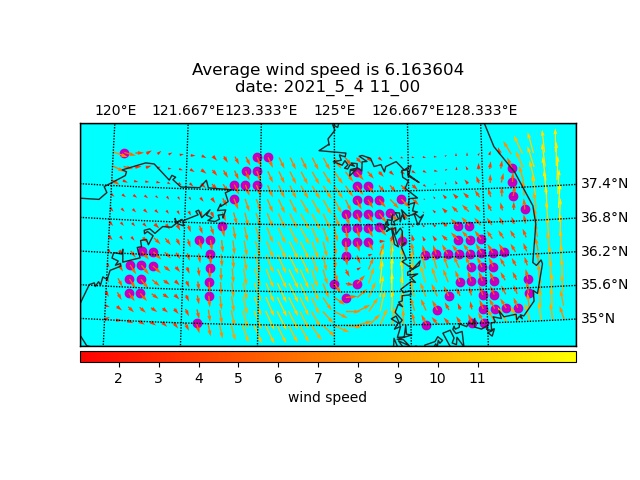 Average wind speed is 6.163604
date: 2021_5_4 11_00
120°E 121.667°E 123.333°E 125°E 126.667°E 128.333°E
37.4°N
36.8°N
36.2°N
35.6°N
35°N
2 3 4 5 6 7 8 9 10 11
wind speed